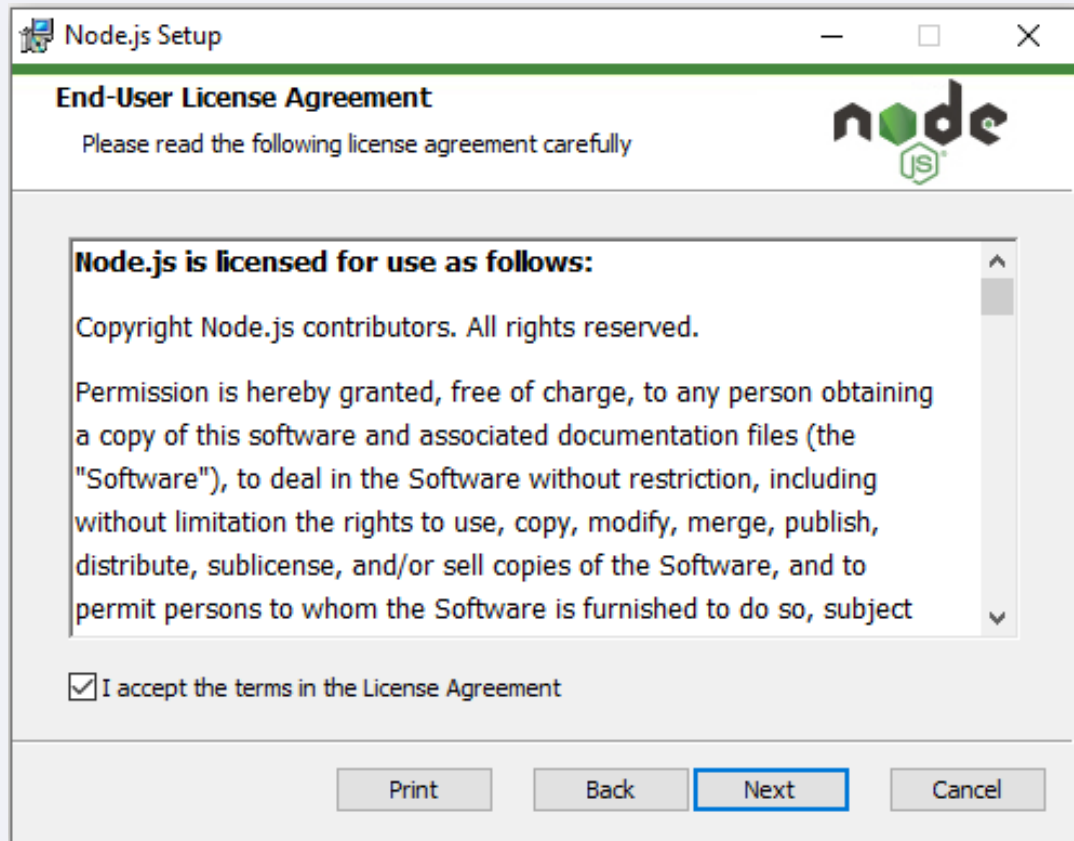 Node.js Setup
End-User License Agreement
Please read the following license agreement carefully
node
JS
Node.js is licensed for use as follows:
Copyright Node.js contributors. All rights reserved.
Permission is hereby granted, free of charge, to any person obtaining
a copy of this software and associated documentation files (the
"Software"), to deal in the Software without restriction, including
without limitation the rights to use, copy, modify, merge, publish,
distribute, sublicense, and/or sell copies of the Software, and to
permit persons to whom the Software is furnished to do so, subject
I accept the terms in the License Agreement
Print Back Next Cancel